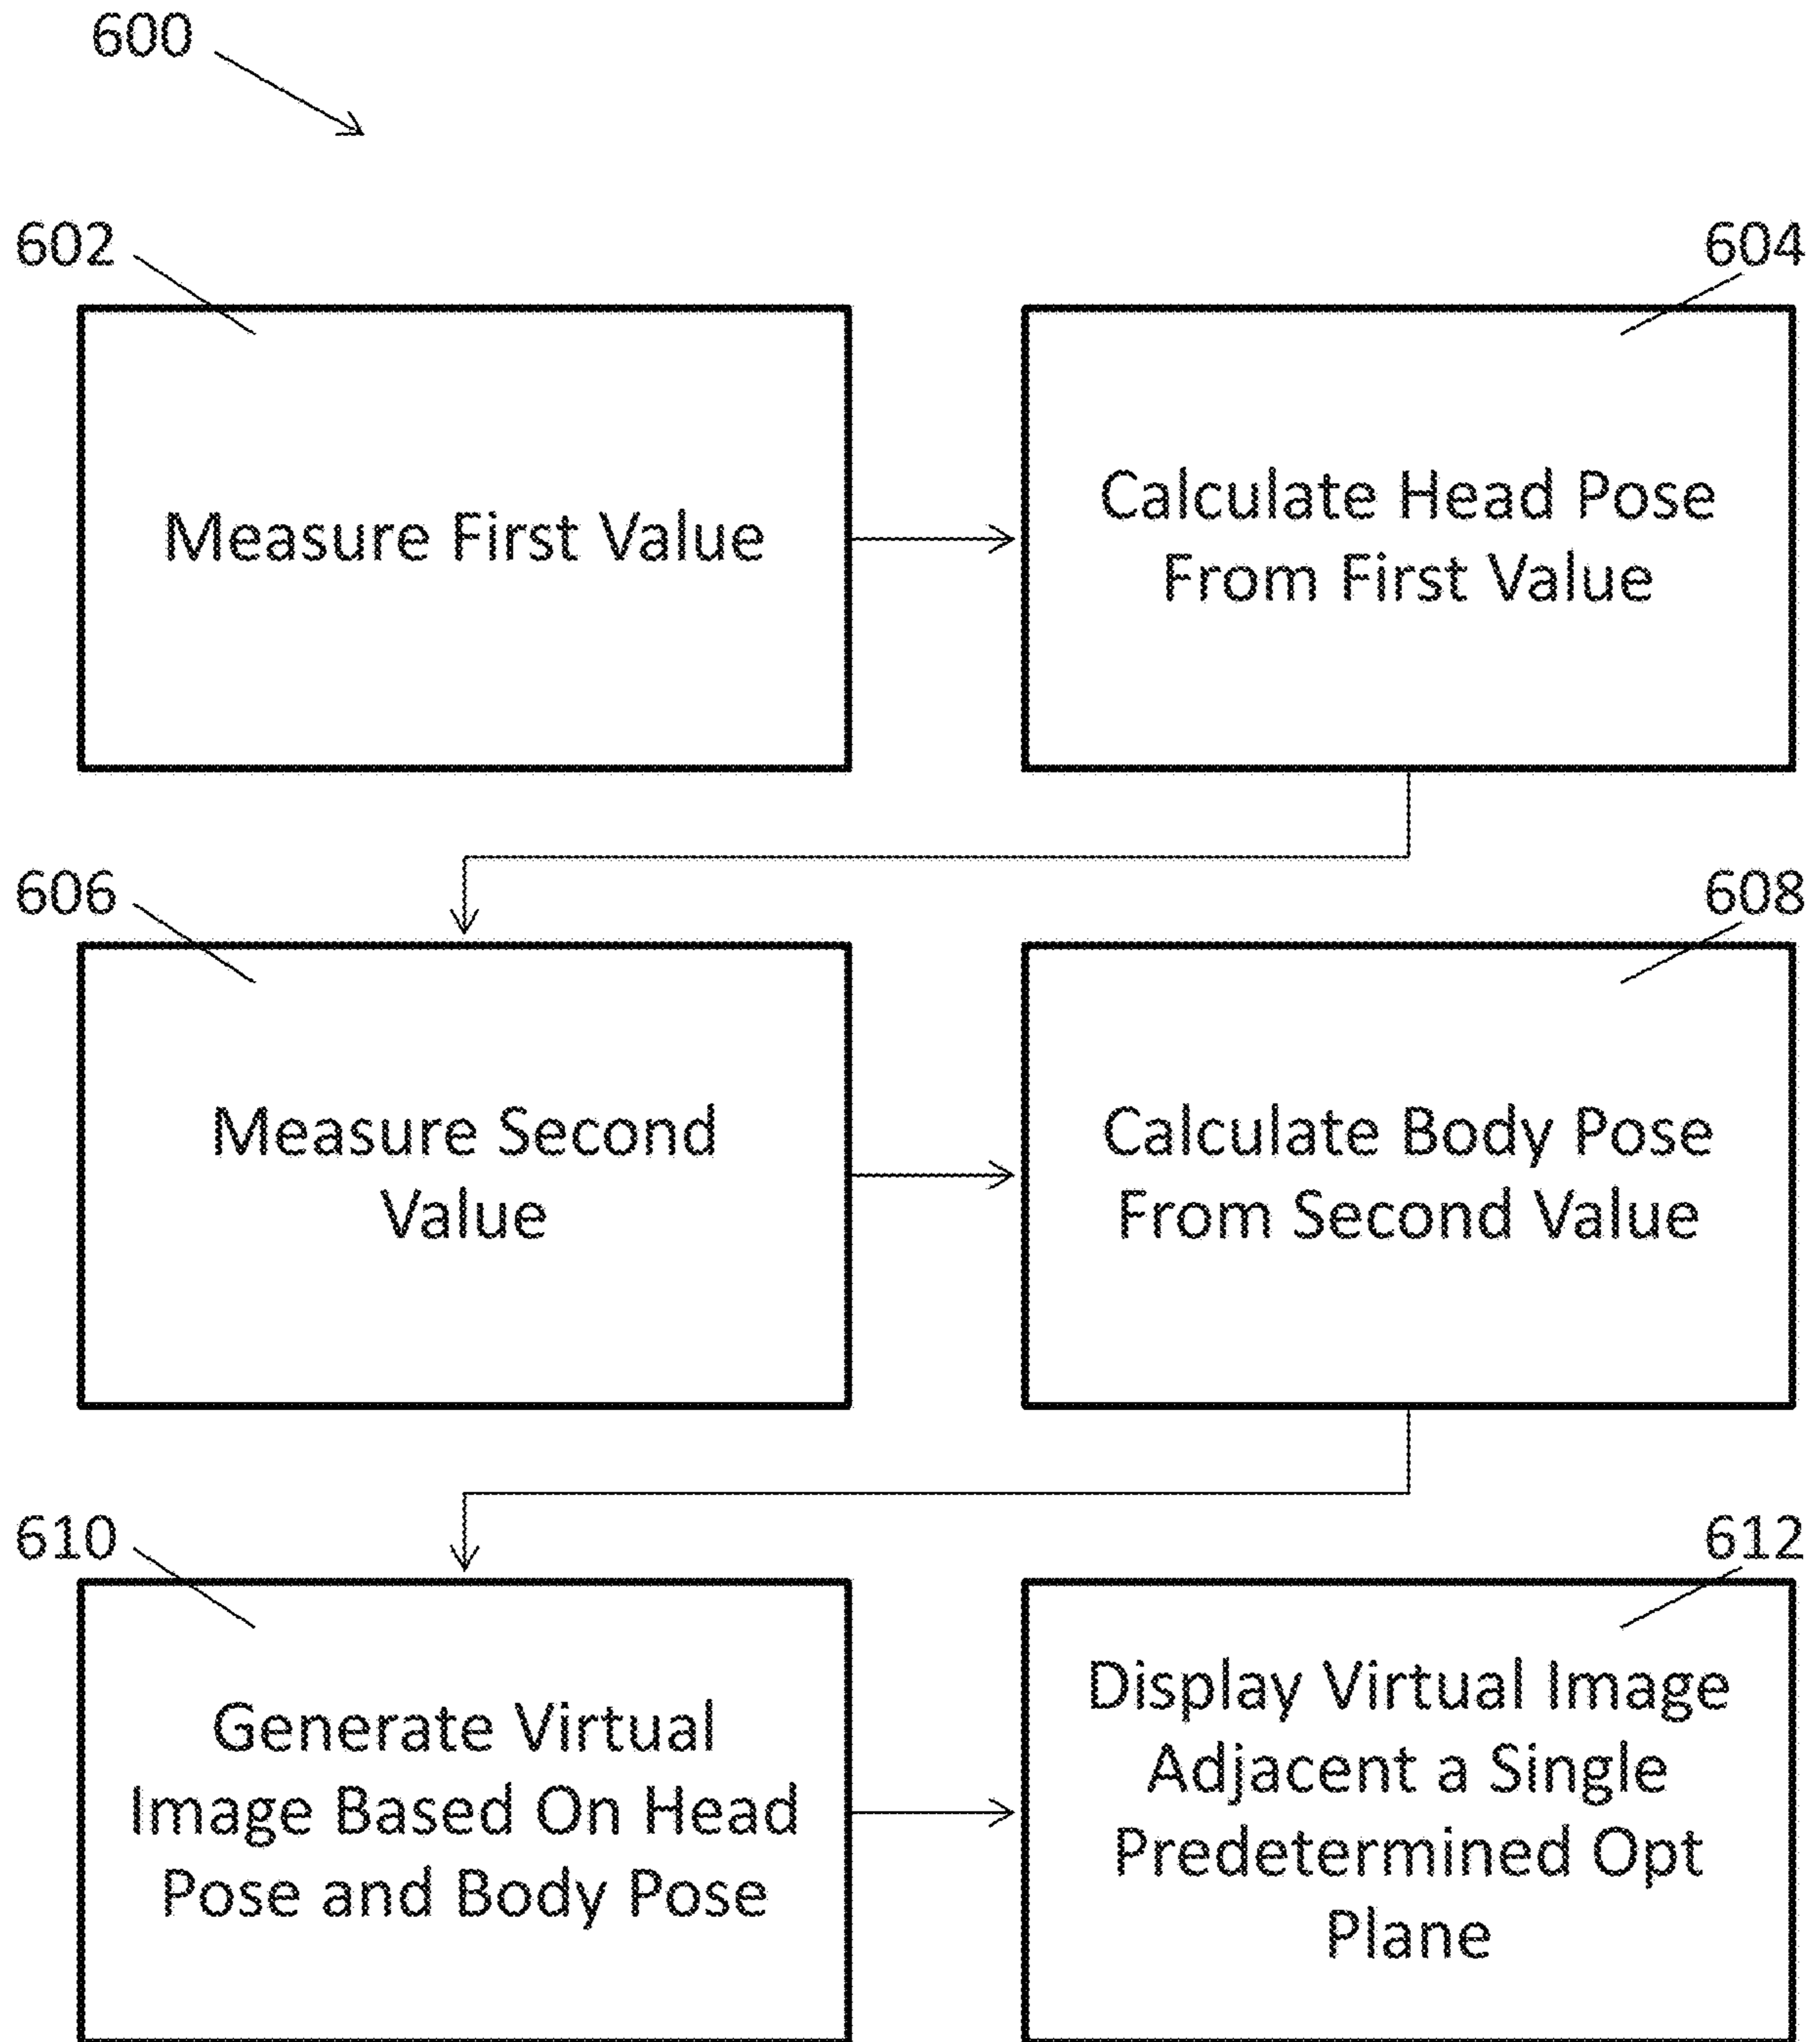 600
602
604
Measure First Value
Calculate Head Pose
From First Value
606
608
Measure Second
Value
Calculate Body Pose
From Second Value
610
612
Generate Virtual
Image Based On Head
Pose and Body Pose
Display Virtual Image
Adjacent a Single
Predetermined Opt
Plane